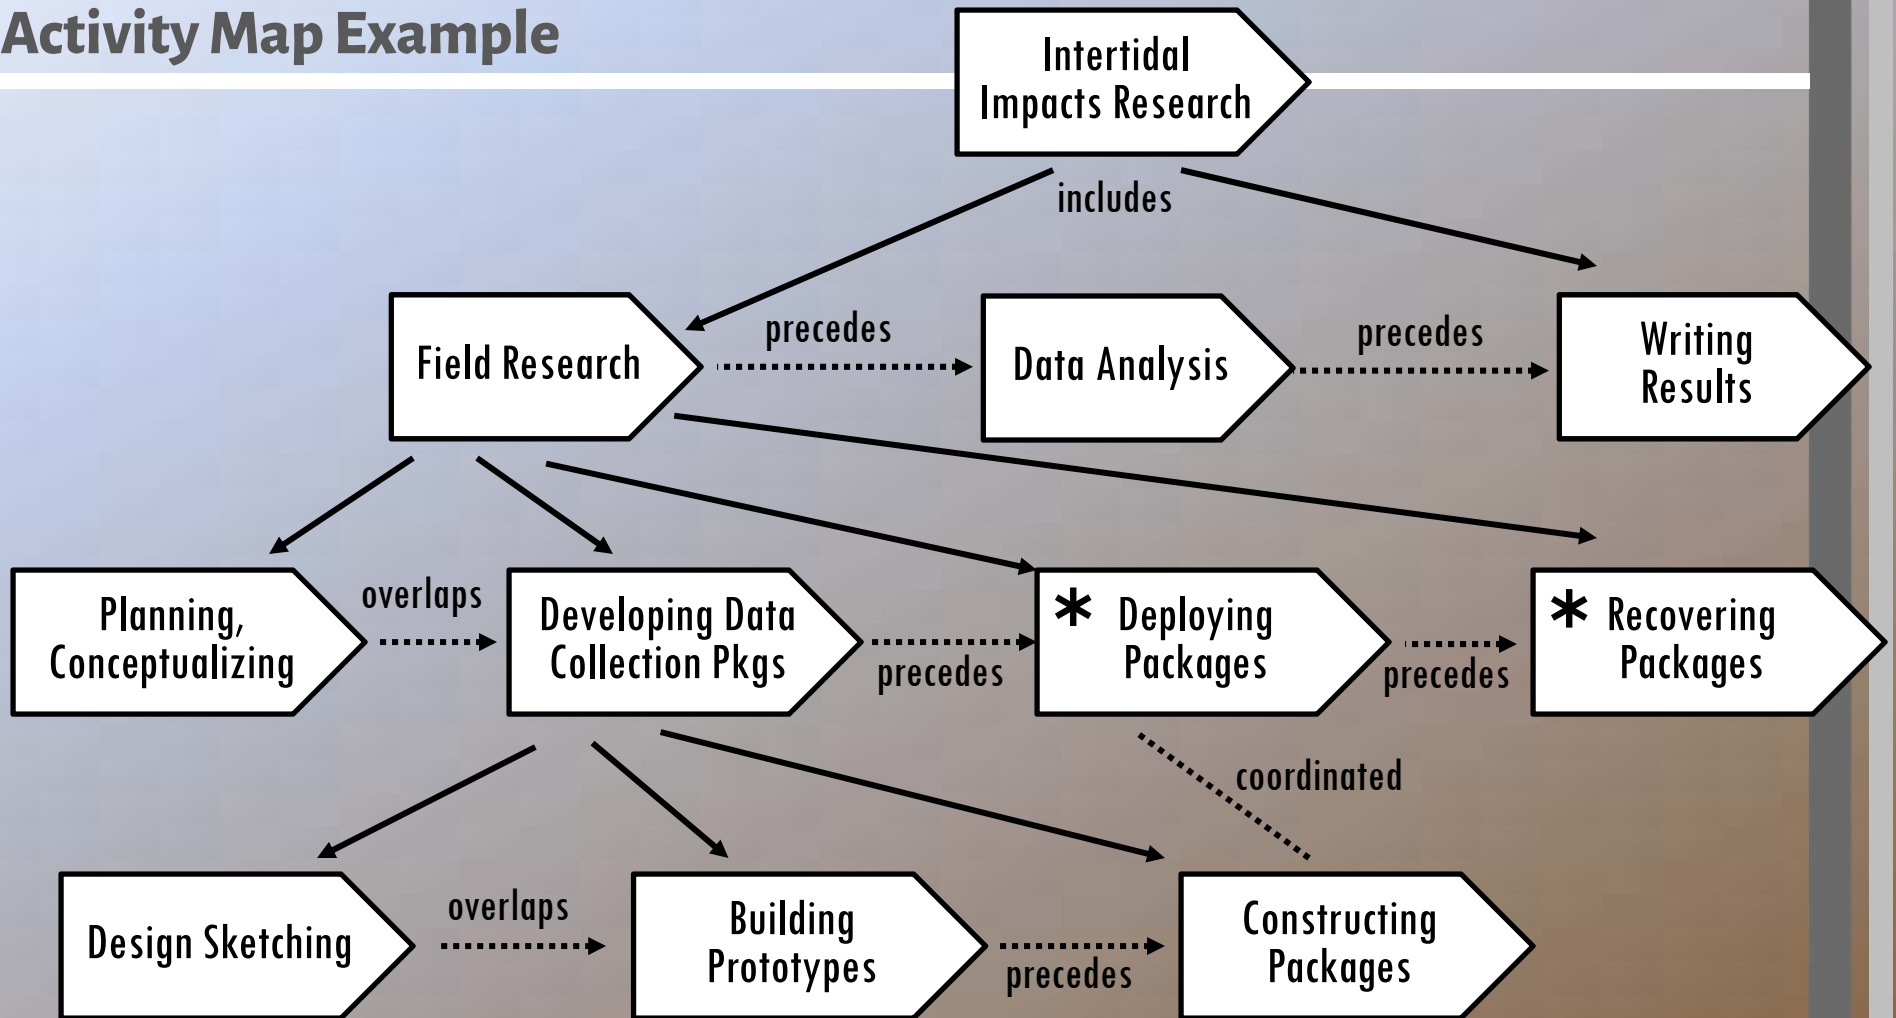 Activity Map Example
Intertidal
Impacts Research
includes
Field Research
precedes
Data Analysis
precedes
Writing
Results
Planning,
Conceptualizing
overlaps
Developing Data
Collection Pkgs
precedes
* Deploying
Packages
precedes
* Recovering
Packages
coordinated
Design Sketching
overlaps
Building
Prototypes
precedes
Constructing
Packages